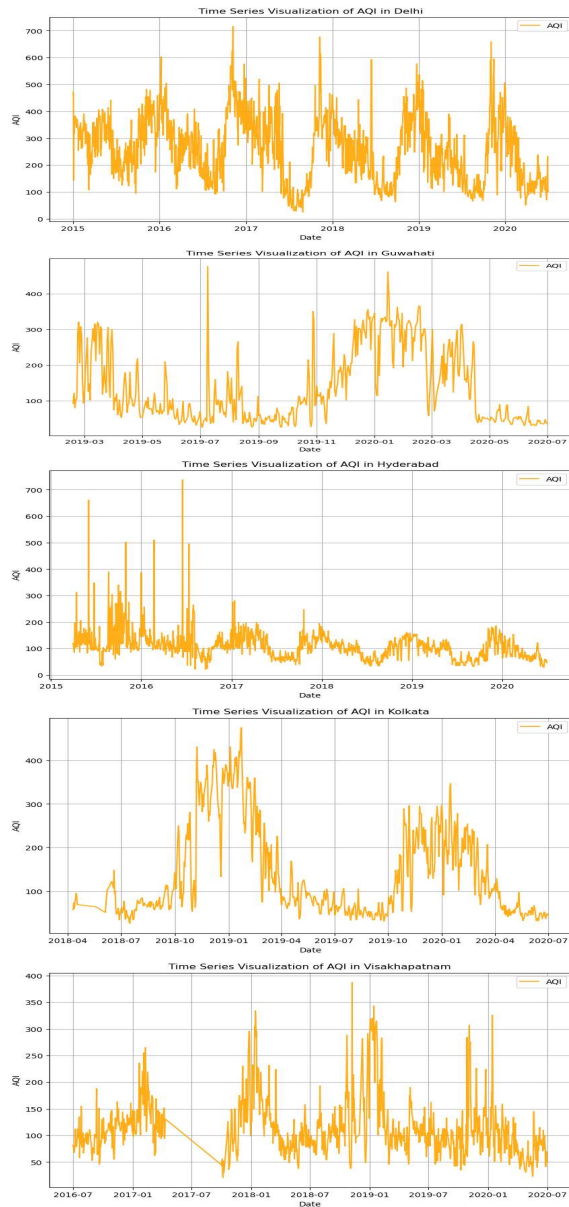 Time Series Visualization of AQI in Delhi
AQI
700
600
500
400
300
200
100
0
AQI
2015 2016 2017 2018 2019 2020
Date
Time Series Visualization of AQI in Guwahati
AQI
400
300
200
100
AQI
2019-03 2019-05 2019-07 2019-09 2019-11 2020-01 2020-03 2020-05 2020-07
Date
Time Series Visualization of AQI in Hyderabad
AQI
700
600
500
400
300
200
100
0
AQI
2015 2016 2017 2018 2019 2020
Date
Time Series Visualization of AQI in Kolkata
AQI
400
300
200
100
AQI
2018-04 2018-07 2018-10 2019-01 2019-04 2019-07 2019-10 2020-01 2020-04 2020-07
Date
Time Series Visualization of AQI in Visakhapatnam
AQI
400
350
300
250
200
150
100
50
AQI
2016-07 2017-01 2017-07 2018-01 2018-07 2019-01 2019-07 2020-01 2020-07
Date